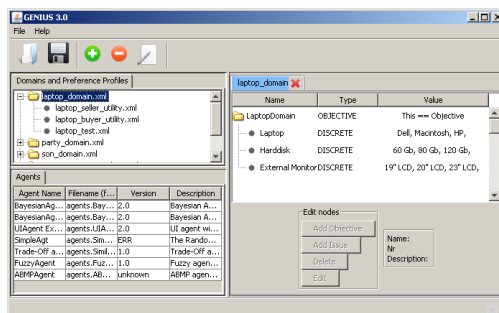 GENIUS 3.0
File Help
Domains and Preference Profiles
laptop_domain.xml
laptop_seller_utility.xml
laptop_buyer_utility.xml
laptop_test.xml
party_domain.xml
son_domain.xml
Agents
Agent Name Filename (f... Version Description
BayesianAg... agents.Bay... 2.0 Bayesian A...
BayesianAg... agents.Bay... 2.0 Bayesian A...
UIAgent Ex... agents.UIA... 2.0 UI agent wi...
SimpleAgt agents.Sim... ERR The Rando...
Trade-Off a... agents.Simil... 1.0 Trade-Off a...
FuzzyAgent agents.Fuz... 1.0 Fuzzy agen...
ABMPAgent agents.AB... unknown ABMP agen...
laptop_domain
Name Type Value
LaptopDomain OBJECTIVE This == Objective
Laptop DISCRETE Dell, Macintosh, HP,
Harddisk DISCRETE 60 Gb, 80 Gb, 120 Gb,
External Monitor DISCRETE 19" LCD, 20" LCD, 23" LCD,
Edit nodes
Add Objective
Add Issue
Delete
Edit
Name:
Nr
Description: